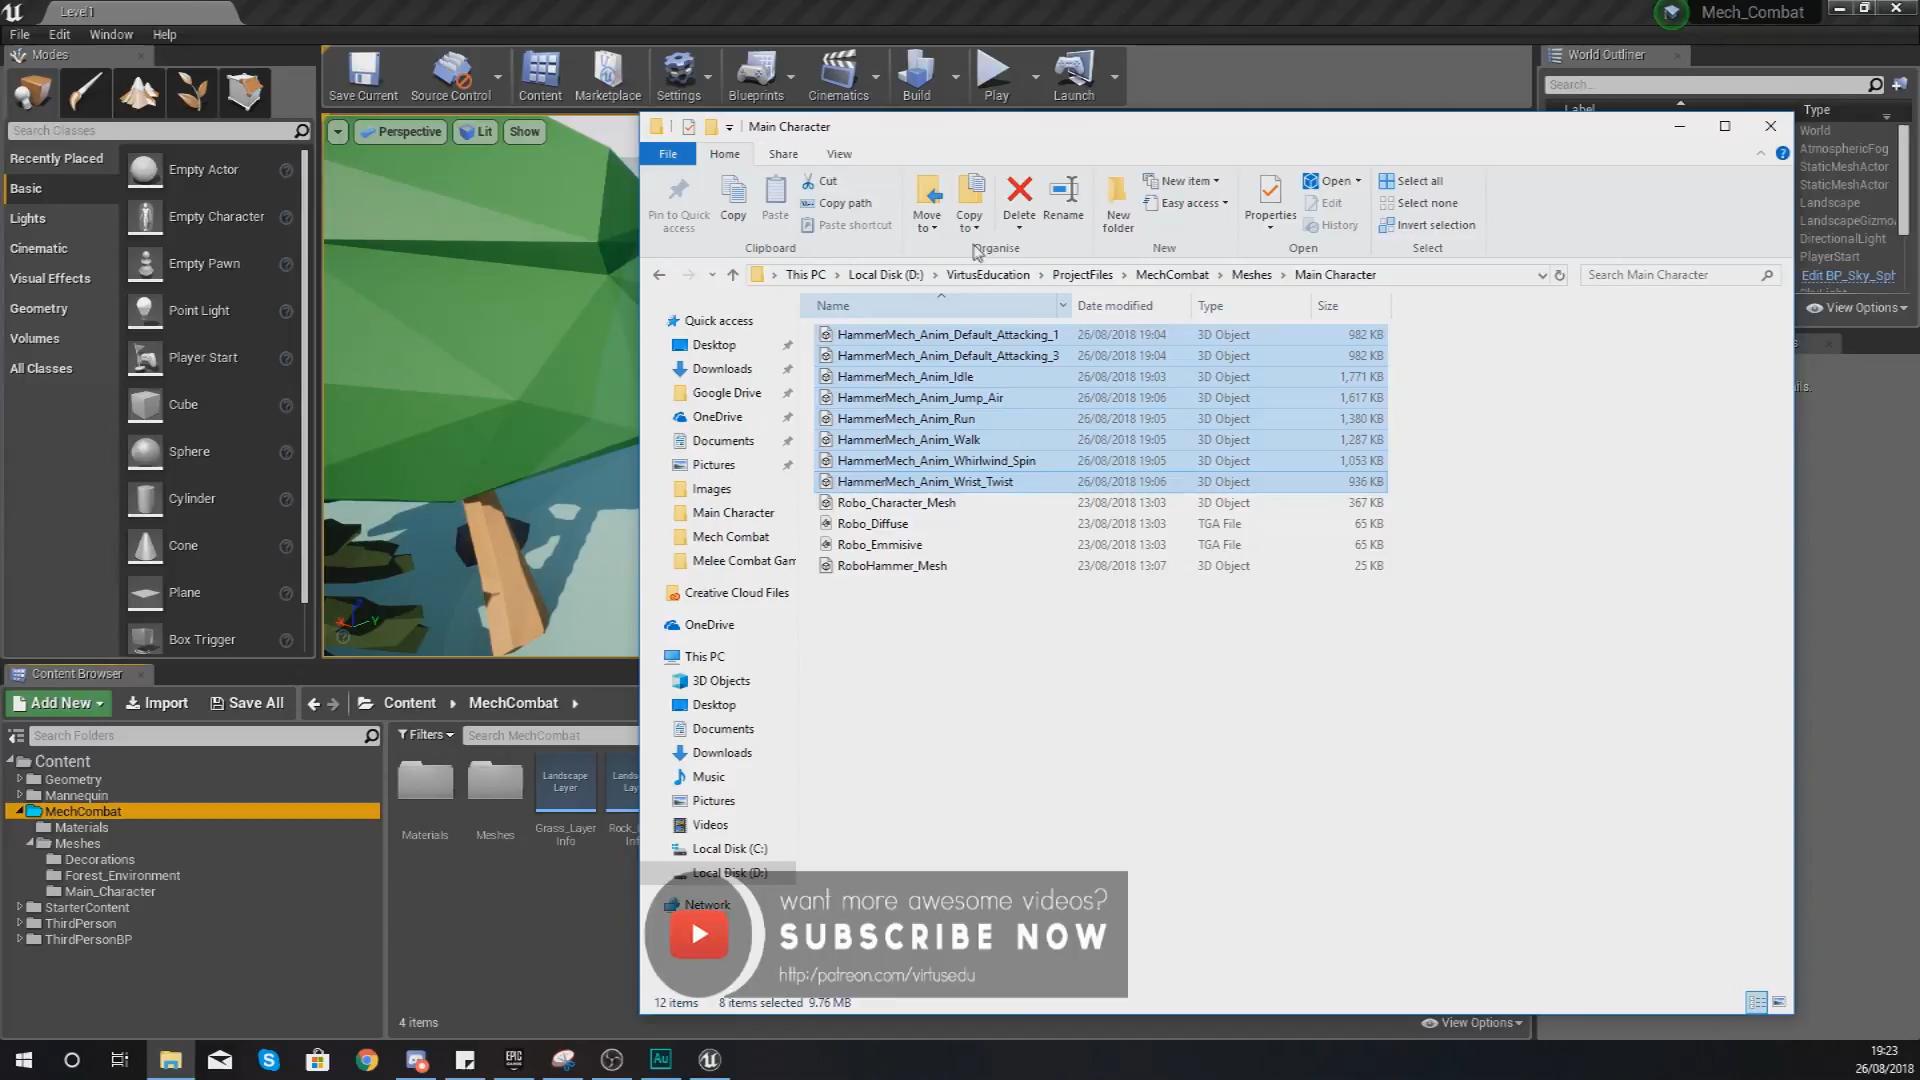 Level1
Mech_Combat
File Edit Window Help
Modes
Search Classes
Recently Placed
Basic
Lights
Cinematic
Visual Effects
Geometry
Volumes
All Classes
Empty Actor
Empty Character
Empty Pawn
Point Light
Player Start
Cube
Sphere
Cylinder
Cone
Plane
Box Trigger
Save Current
Source Control
Content
Marketplace
Settings
Blueprints
Cinematics
Build
Play
Launch
Perspective Lit Show
World Outliner
Search...
Label Type
World
AtmosphericFog
StaticMeshActor
StaticMeshActor
Landscape
LandscapeGizmo
DirectionalLight
PlayerStart
Edit BP_Sky_Sph
View Options
Main Character
File Home Share View
Pin to Quick access
Copy
Paste
Cut
Copy path
Paste shortcut
Clipboard
Move to
Copy to
Delete
Rename
Organise
New folder
New item
Easy access
New
Properties
Open
Edit
History
Open
Select all
Select none
Invert selection
Select
This PC Local Disk (D:) VirtusEducation ProjectFiles MechCombat Meshes Main Character
Search Main Character
Quick access
Desktop
Downloads
Google Drive
OneDrive
Documents
Pictures
Images
Main Character
Mech Combat
Melee Combat Gam
Creative Cloud Files
OneDrive
This PC
3D Objects
Desktop
Documents
Downloads
Music
Pictures
Videos
Local Disk (C:)
Local Disk (D:)
Network
Name Date modified Type Size
HammerMech_Anim_Default_Attacking_1 26/08/2018 19:04 3D Object 982 KB
HammerMech_Anim_Default_Attacking_3 26/08/2018 19:04 3D Object 982 KB
HammerMech_Anim_Idle 26/08/2018 19:03 3D Object 1,771 KB
HammerMech_Anim_Jump_Air 26/08/2018 19:06 3D Object 1,617 KB
HammerMech_Anim_Run 26/08/2018 19:05 3D Object 1,380 KB
HammerMech_Anim_Walk 26/08/2018 19:05 3D Object 1,287 KB
HammerMech_Anim_Whirlwind_Spin 26/08/2018 19:05 3D Object 1,053 KB
HammerMech_Anim_Wrist_Twist 26/08/2018 19:06 3D Object 936 KB
Robo_Character_Mesh 23/08/2018 13:03 3D Object 367 KB
Robo_Diffuse 23/08/2018 13:03 TGA File 65 KB
Robo_Emmisive 23/08/2018 13:03 TGA File 65 KB
RoboHammer_Mesh 23/08/2018 13:07 3D Object 25 KB
12 items 8 items selected 9.76 MB
want more awesome videos?
SUBSCRIBE NOW
http:/patreon.com/virtusedu
Content Browser
Add New Import Save All Content MechCombat
Search Folders
Filters Search MechCombat
Content
Geometry
Mannequin
MechCombat
Materials
Meshes
Decorations
Forest_Environment
Main_Character
StarterContent
ThirdPerson
ThirdPersonBP
Landscape Layer
Materials
Meshes
Grass_Layer
Info
4 items
View Options
Au
EPIC
19:23
26/08/2018